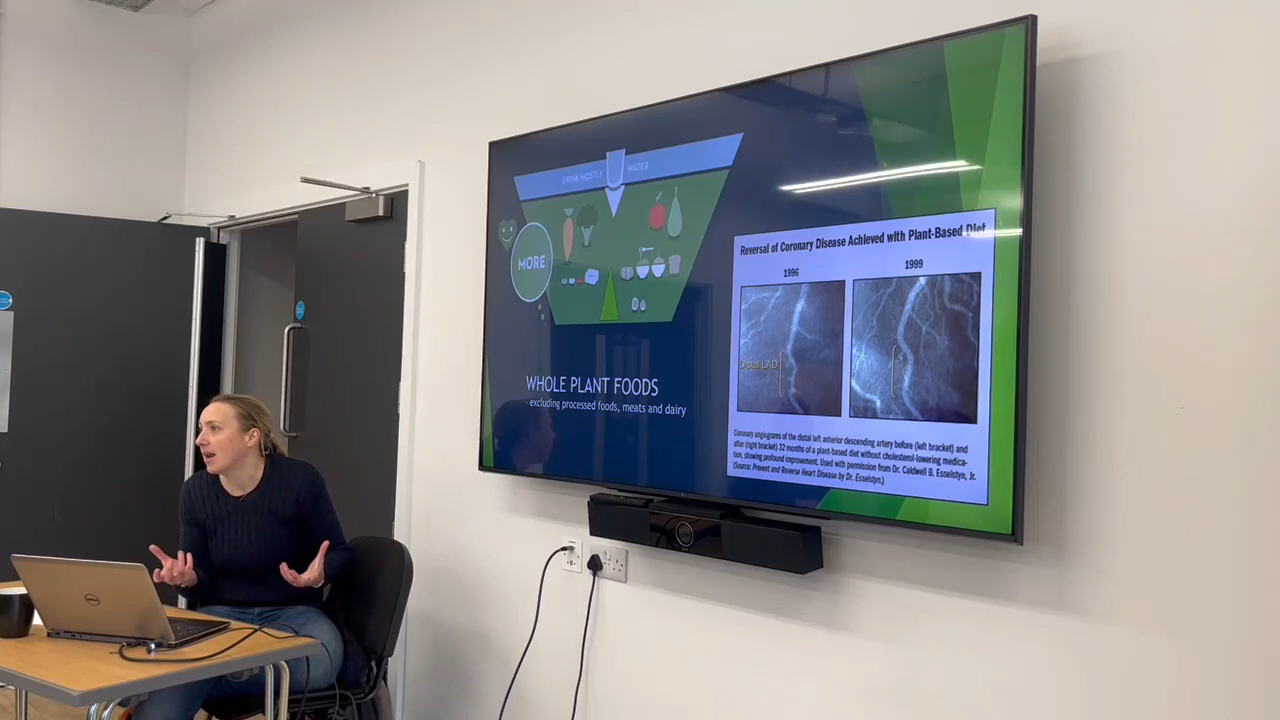 DRINK MOSTLY WATER
MORE
WHOLE PLANT FOODS
- excluding processed foods, meats and dairy
Reversal of Coronary Disease Achieved with Plant-Based Diet
1996
1999
Distal LAD
Coronary angiograms of the distal left anterior descending artery before (left bracket) and
after (right bracket) 32 months of a plant-based diet without cholesterol-lowering medica-
tion, showing profound improvement. Used with permission from Dr. Caldwell B. Esselstyn, Jr.
(Source: Prevent and Reverse Heart Disease by Dr. Esselstyn.)
DELL